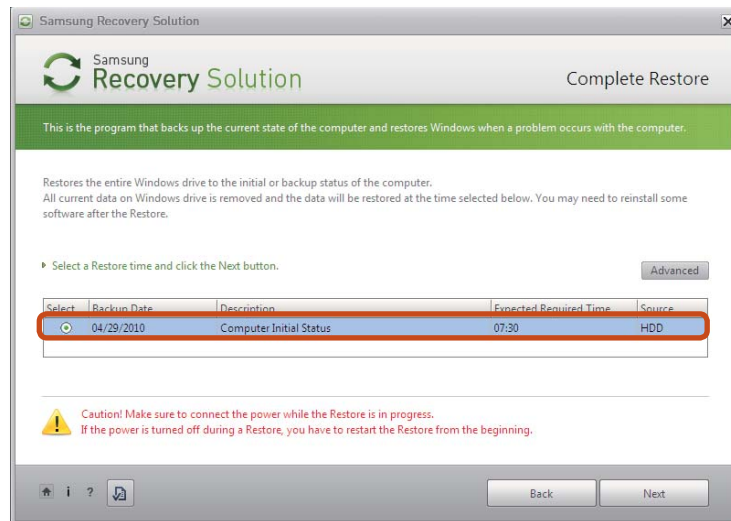 Samsung Recovery Solution
Samsung
Recovery Solution
Complete Restore
This is the program that backs up the current state of the computer and restores Windows when a problem occurs with the computer.
Restores the entire Windows drive to the initial or backup status of the computer.
All current data on Windows drive is removed and the data will be restored at the time selected below. You may need to reinstall some
software after the Restore.
Select a Restore time and click the Next button.
Advanced
Select Backup Date Description Expected Required Time Source
04/29/2010 Computer Initial Status 07:30 HDD
Caution! Make sure to connect the power while the Restore is in progress.
If the power is turned off during a Restore, you have to restart the Restore from the beginning.
i ? Back Next